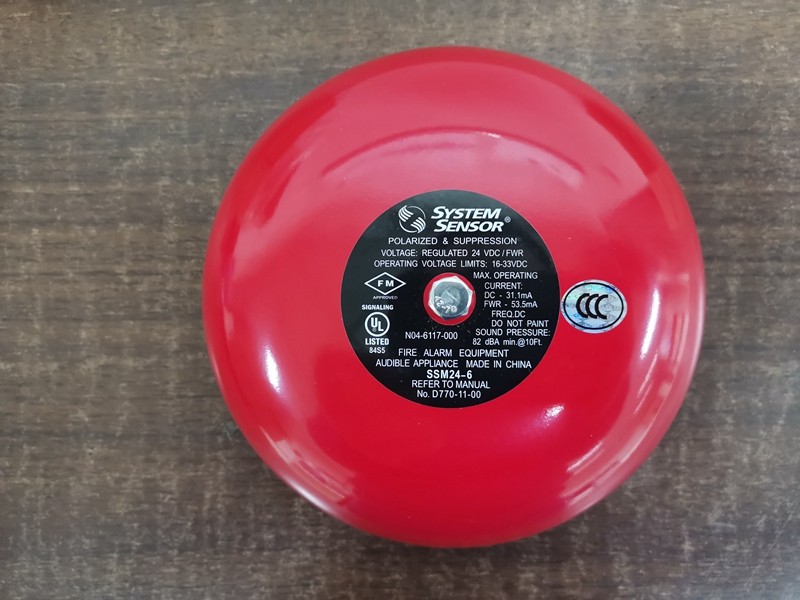 SYSTEM
SENSOR®
POLARIZED & SUPPRESSION
VOLTAGE: REGULATED 24 VDC / FWR
OPERATING VOLTAGE LIMITS: 16-33VDC
FM
APPROVED
MAX. OPERATING
CURRENT:
DC - 31.1mA
FWR - 53.5mA
FREQ.DC
DO NOT PAINT
SOUND PRESSURE:
82 dBA min.@10Ft.
SIGNALING
UL
LISTED
84S5
N04-6117-000
FIRE ALARM EQUIPMENT
AUDIBLE APPLIANCE MADE IN CHINA
SSM24-6
REFER TO MANUAL
No. D770-11-00
CCC